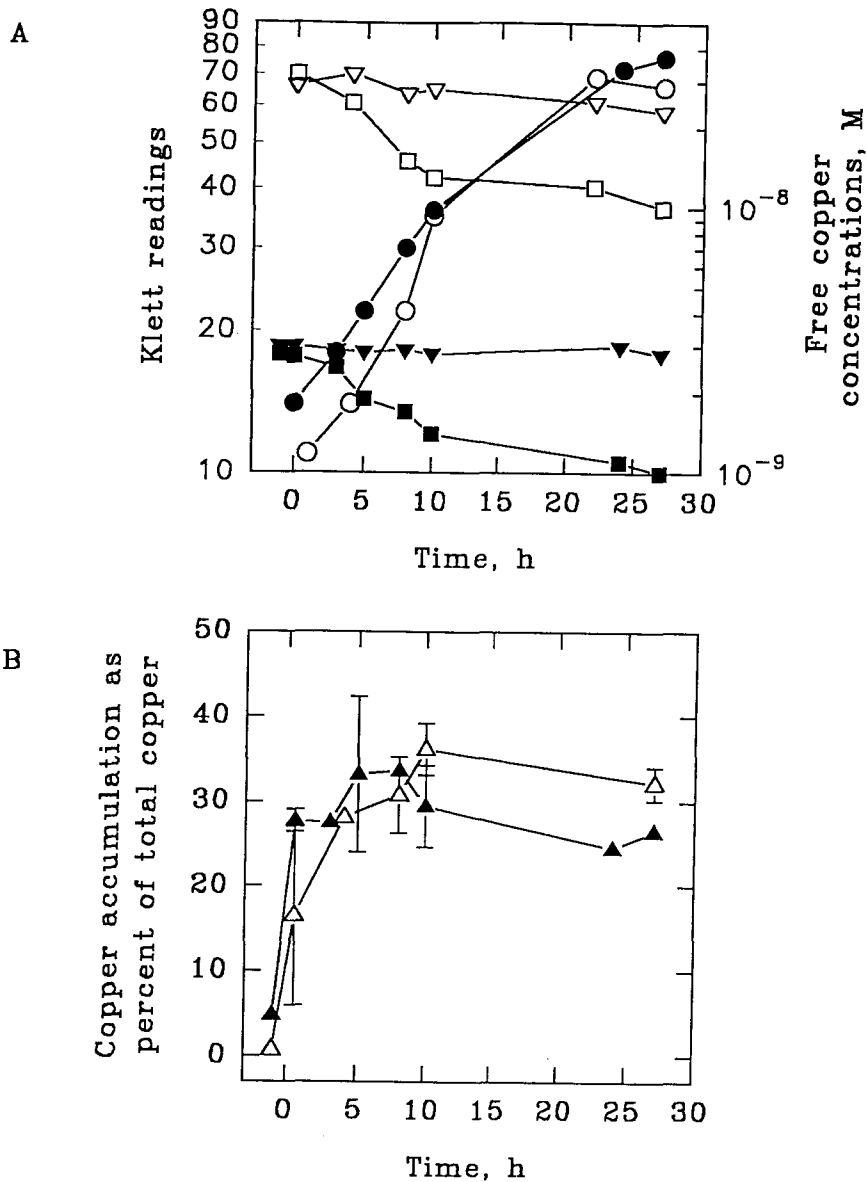 A
90
80
70
60
50
40
30
20
10
Klett readings
10⁻⁸
10⁻⁹
Free copper
concentrations, M
0 5 10 15 20 25 30
Time, h
B
50
40
30
20
10
0
Copper accumulation as
percent of total copper
0 5 10 15 20 25 30
Time, h